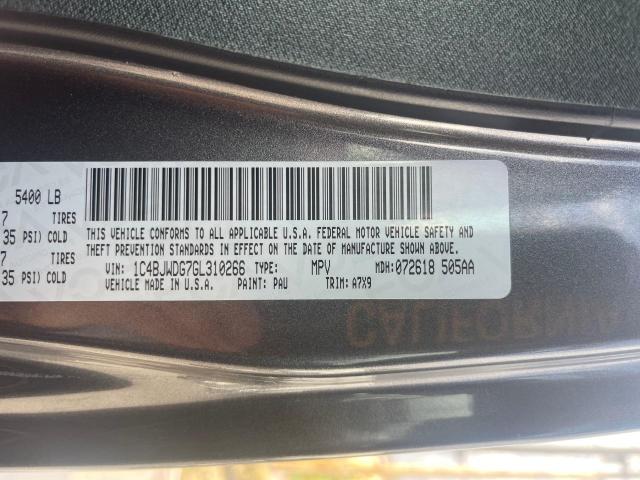 5400 LB
7 TIRES
35 PSI) COLD
7 TIRES
35 PSI) COLD
THIS VEHICLE CONFORMS TO ALL APPLICABLE U.S.A. FEDERAL MOTOR VEHICLE SAFETY AND
THEFT PREVENTION STANDARDS IN EFFECT ON THE DATE OF MANUFACTURE SHOWN ABOVE.
VIN: 1C4BJWDG7GL310266 TYPE: MPV MDH: 072618 505AA
VEHICLE MADE IN U.S.A. PAINT: PAU TRIM: A7X9
CALIFORNIA